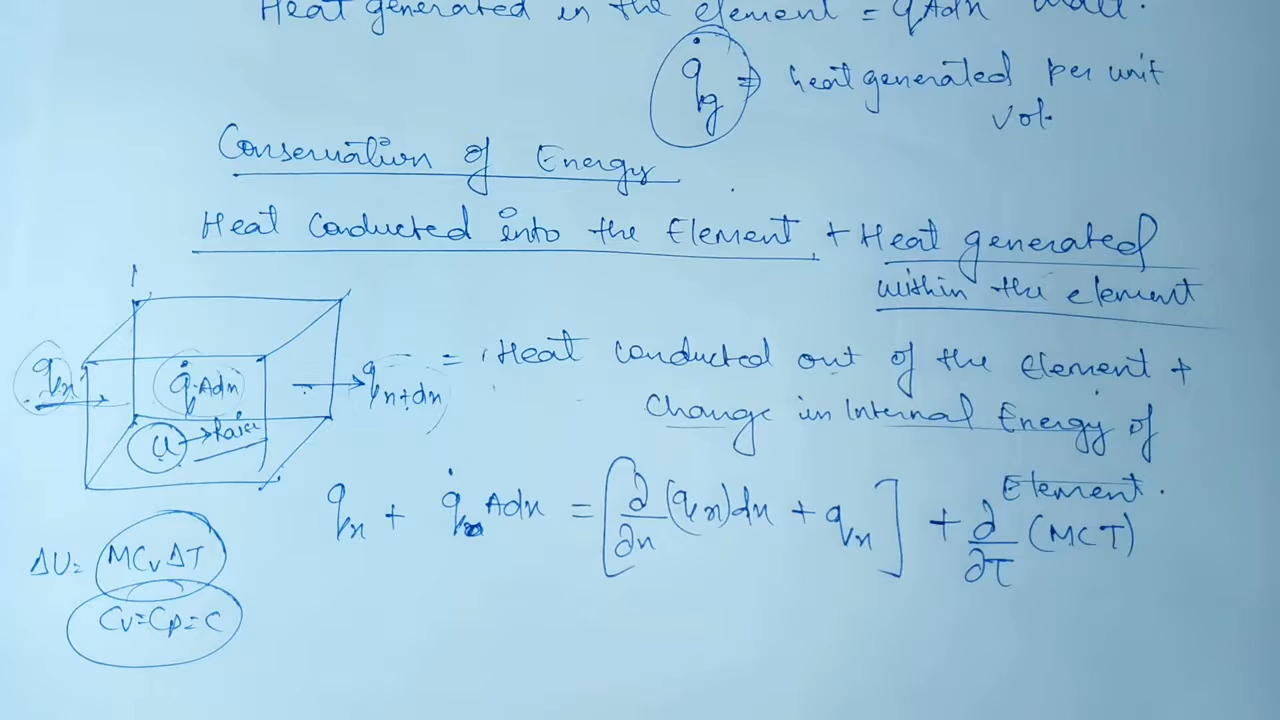 Heat generated in the element = q̇Adx watt.
q̇g ⇒ heat generated per unit
vol.
Conservation of Energy
Heat Conducted into the Element + Heat generated
within the element
= Heat conducted out of the Element +
Change in Internal Energy of
Element.
qx
q̇Adx
qx+dx
u →
qx + q̇ Adx = [∂/∂x (qx)dx + qx] + ∂/∂τ (MCT)
ΔU = MCvΔT
Cv=Cp=C